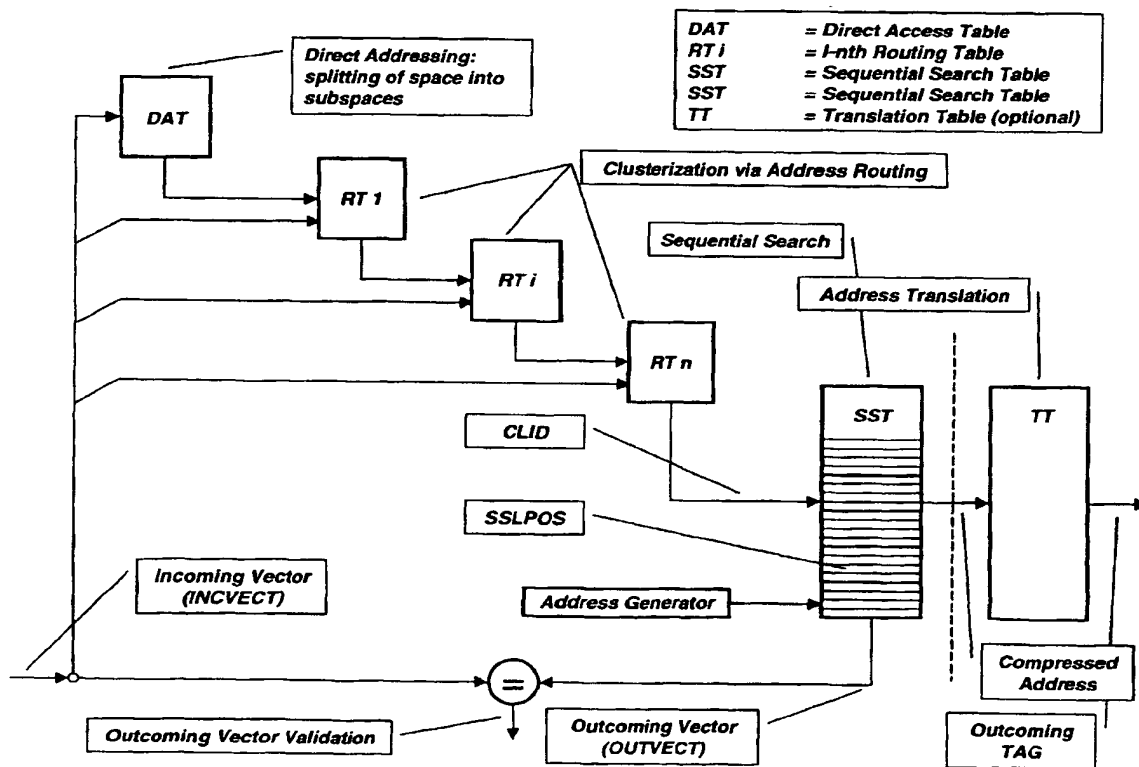 Direct Addressing:
splitting of space into
subspaces
DAT = Direct Access Table
RT i = I-nth Routing Table
SST = Sequential Search Table
SST = Sequential Search Table
TT = Translation Table (optional)
DAT
RT 1
Clusterization via Address Routing
RT i
Sequential Search
Address Translation
RT n
SST
TT
CLID
SSLPOS
Incoming Vector
(INCVECT)
Address Generator
=
Compressed
Address
Outcoming Vector Validation
Outcoming Vector
(OUTVECT)
Outcoming
TAG